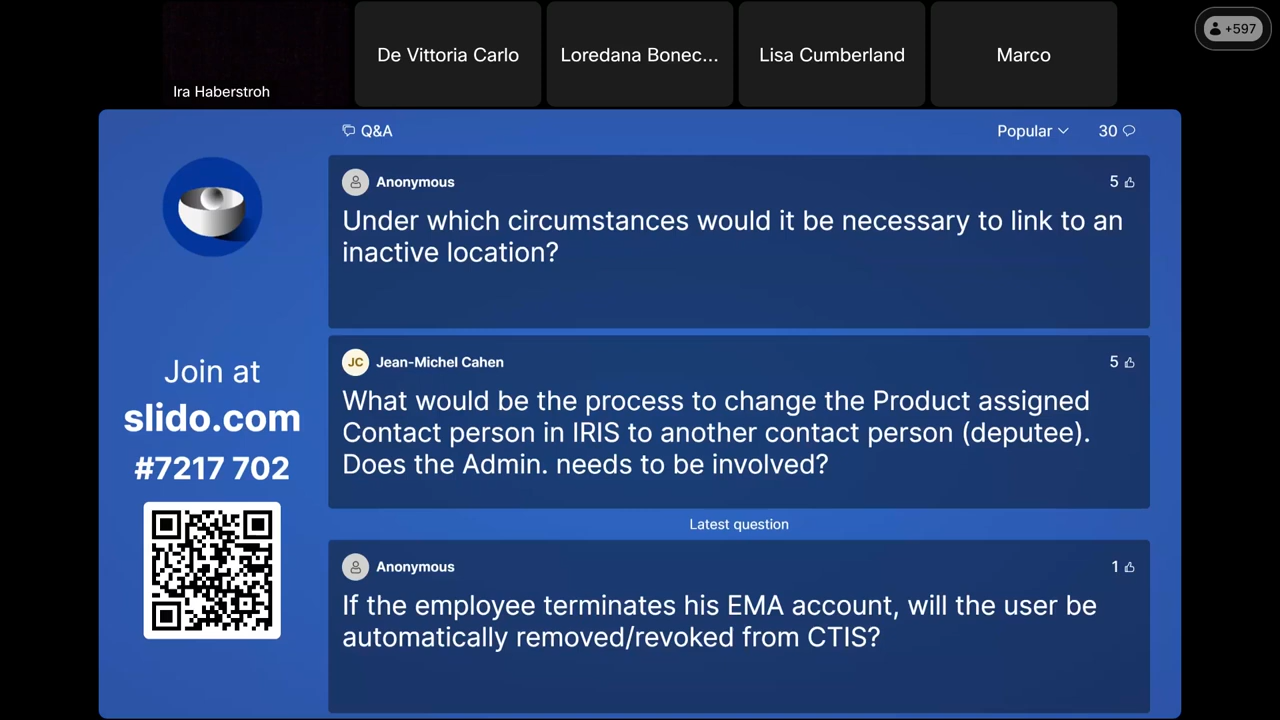 Ira Haberstroh
De Vittoria Carlo
Loredana Bonec...
Lisa Cumberland
Marco
+597
Q&A
Popular
30
Join at
slido.com
#7217 702
Anonymous
5
Under which circumstances would it be necessary to link to an
inactive location?
JC
Jean-Michel Cahen
5
What would be the process to change the Product assigned
Contact person in IRIS to another contact person (deputee).
Does the Admin. needs to be involved?
Latest question
Anonymous
1
If the employee terminates his EMA account, will the user be
automatically removed/revoked from CTIS?